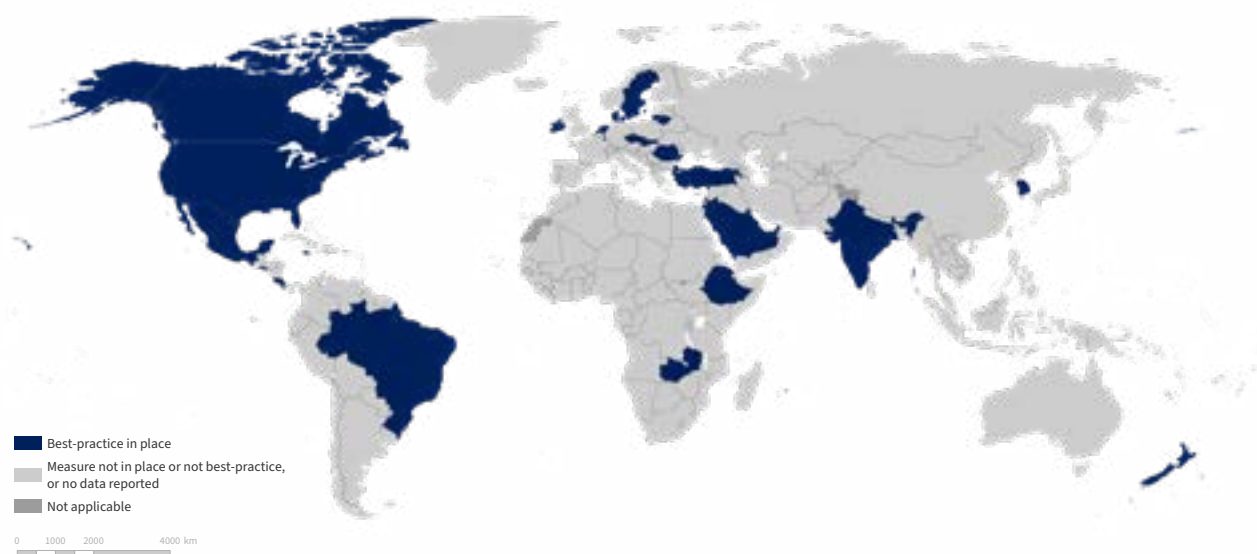 Best-practice in place
Measure not in place or not best-practice,
or no data reported
Not applicable
0 1000 2000 4000 km